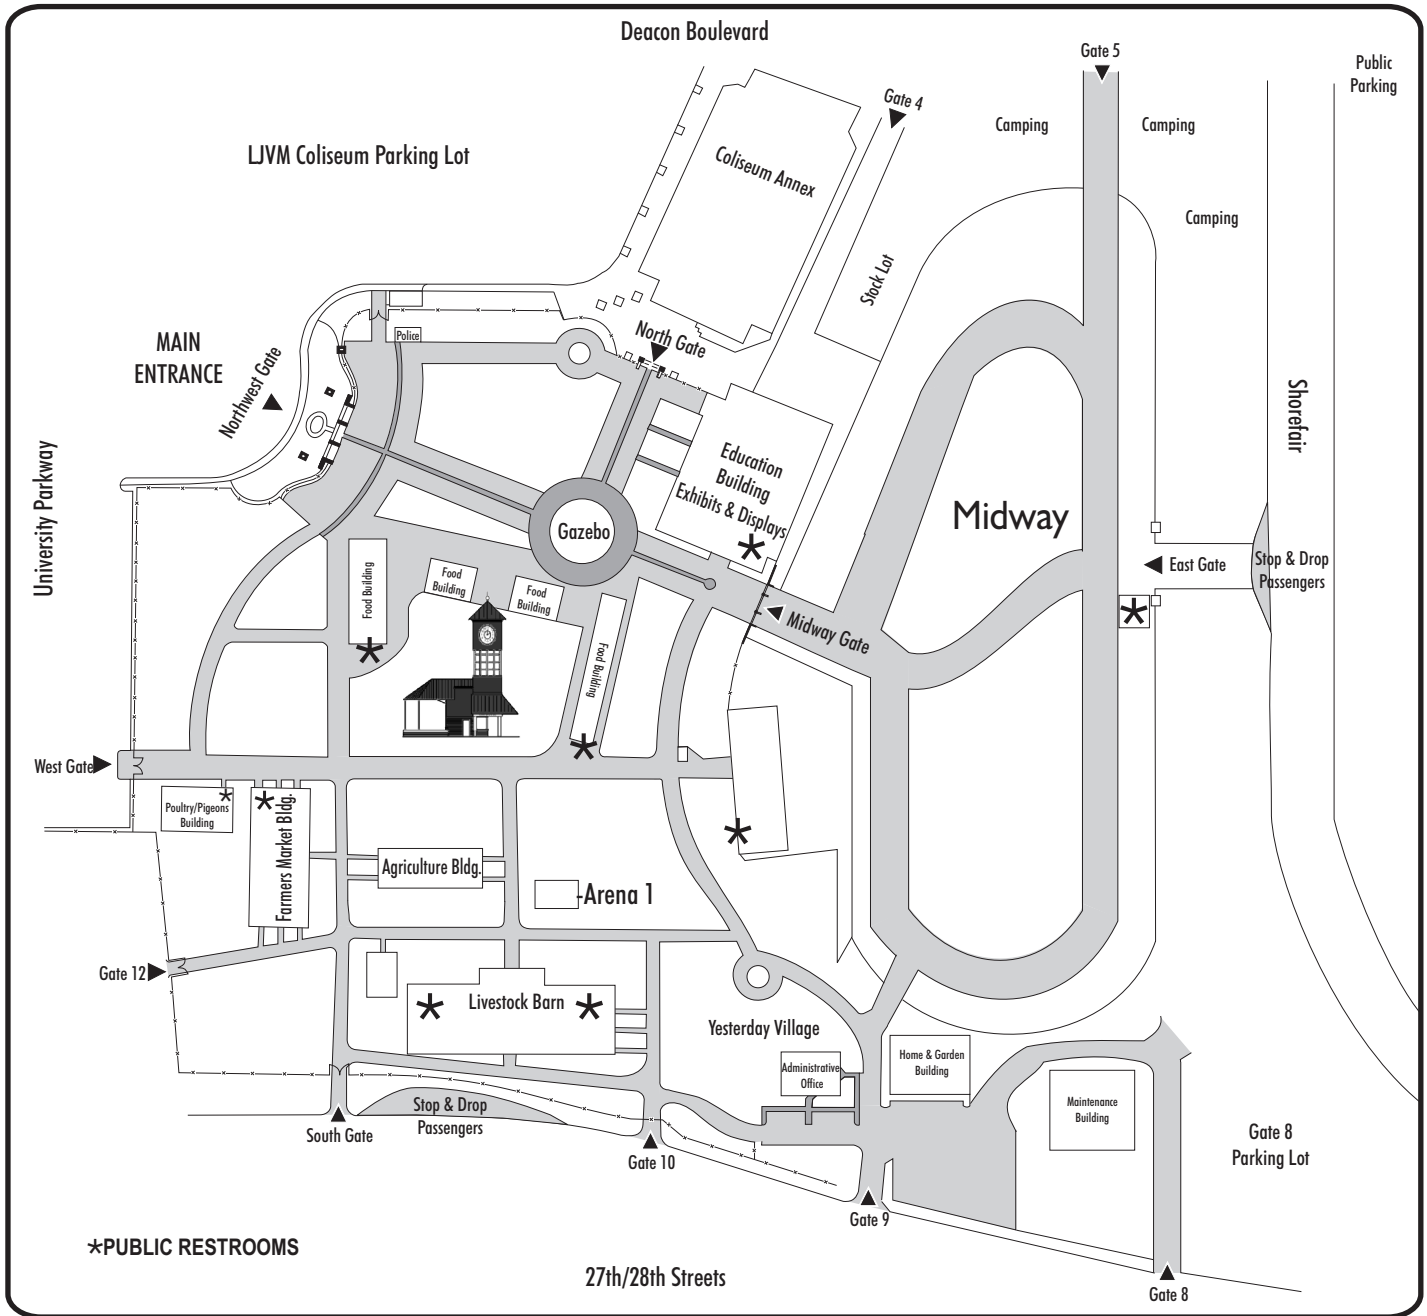 Deacon Boulevard
Gate 5
Public
Parking
Gate 4
Camping
Camping
LJVM Coliseum Parking Lot
Coliseum Annex
Camping
Stock Lot
Police
North Gate
MAIN
ENTRANCE
Northwest Gate
Shorefair
University Parkway
Education
Building
Exhibits & Displays
Midway
Gazebo
East Gate
Stop & Drop
Passengers
Food Building
Food
Building
Food
Building
Food Building
Midway Gate
West Gate
Poultry/Pigeons
Building
Farmers Market Bldg.
Agriculture Bldg.
Arena 1
Gate 12
Livestock Barn
Yesterday Village
Administrative
Office
Home & Garden
Building
Maintenance
Building
Stop & Drop
Passengers
South Gate
Gate 10
Gate 8
Parking Lot
Gate 9
*PUBLIC RESTROOMS
27th/28th Streets
Gate 8